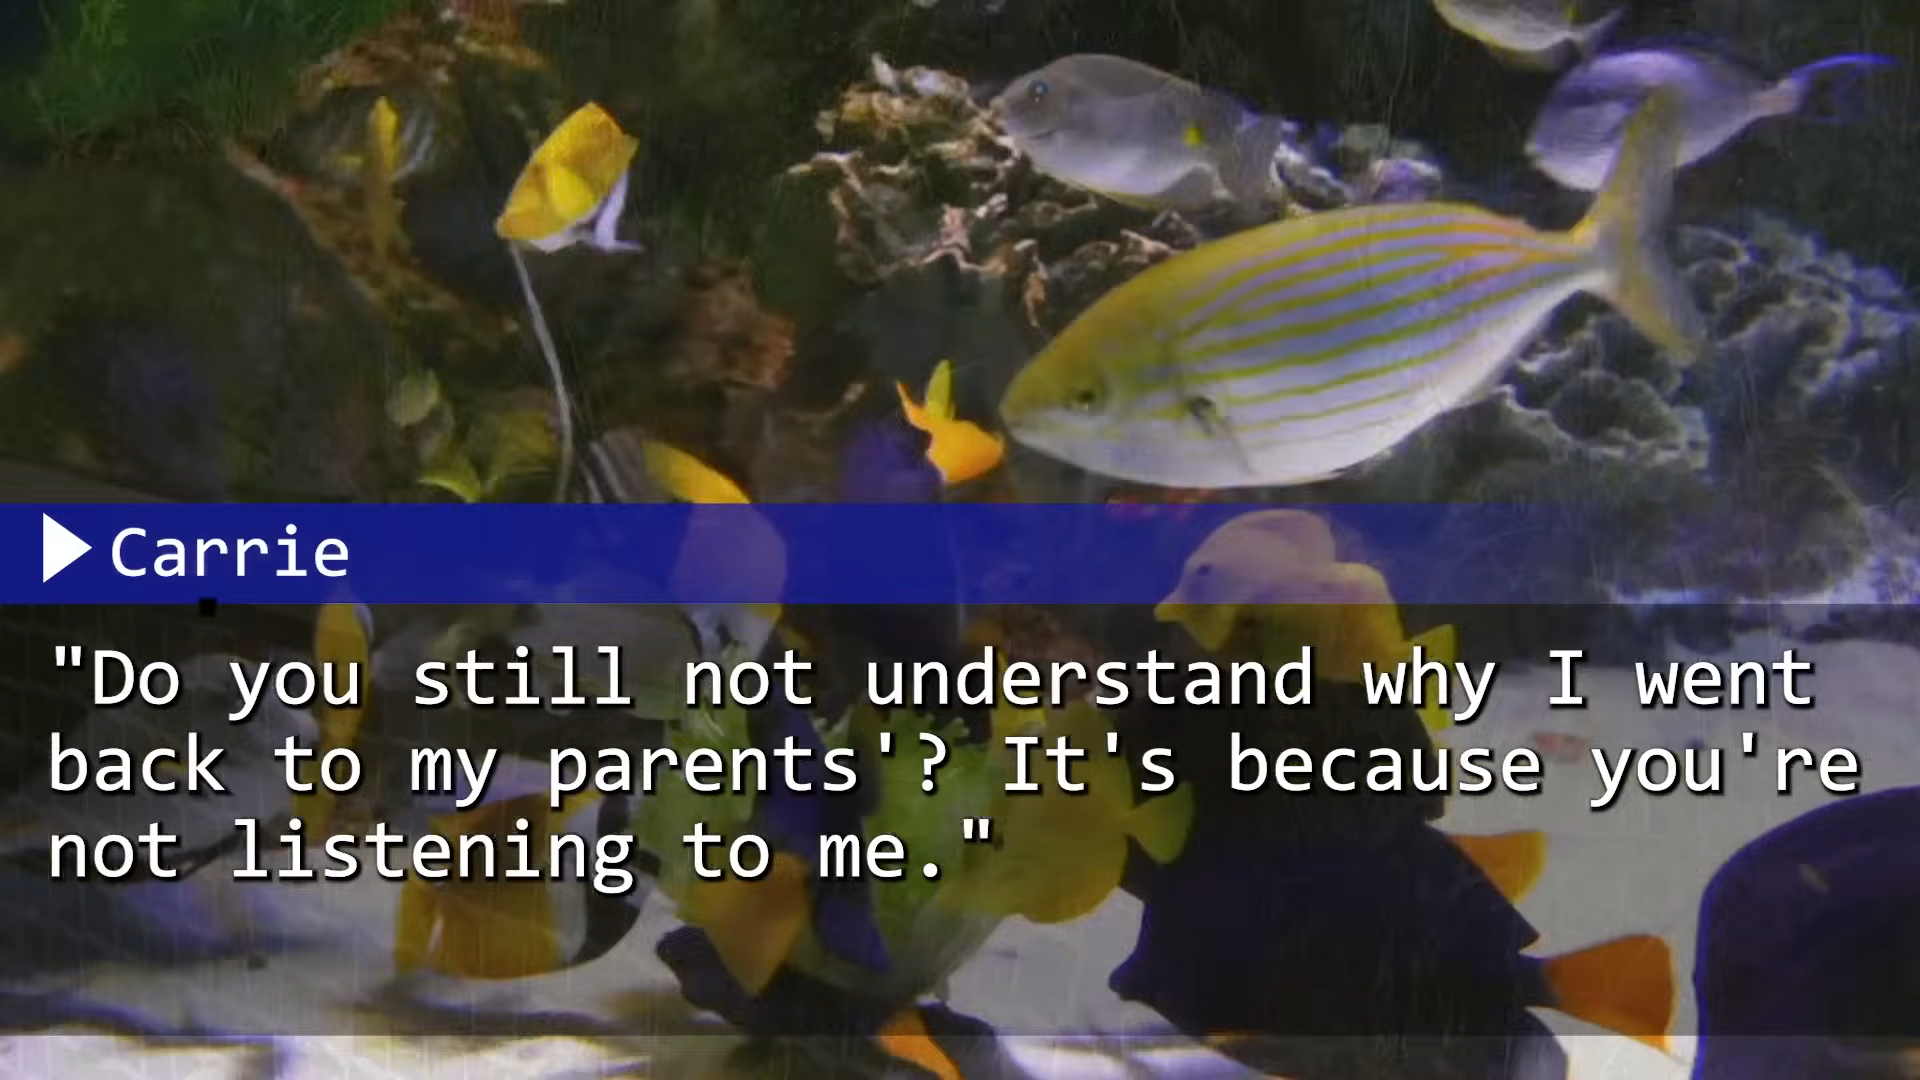 Carrie
"Do you still not understand why I went
back to my parents'? It's because you're
not listening to me."